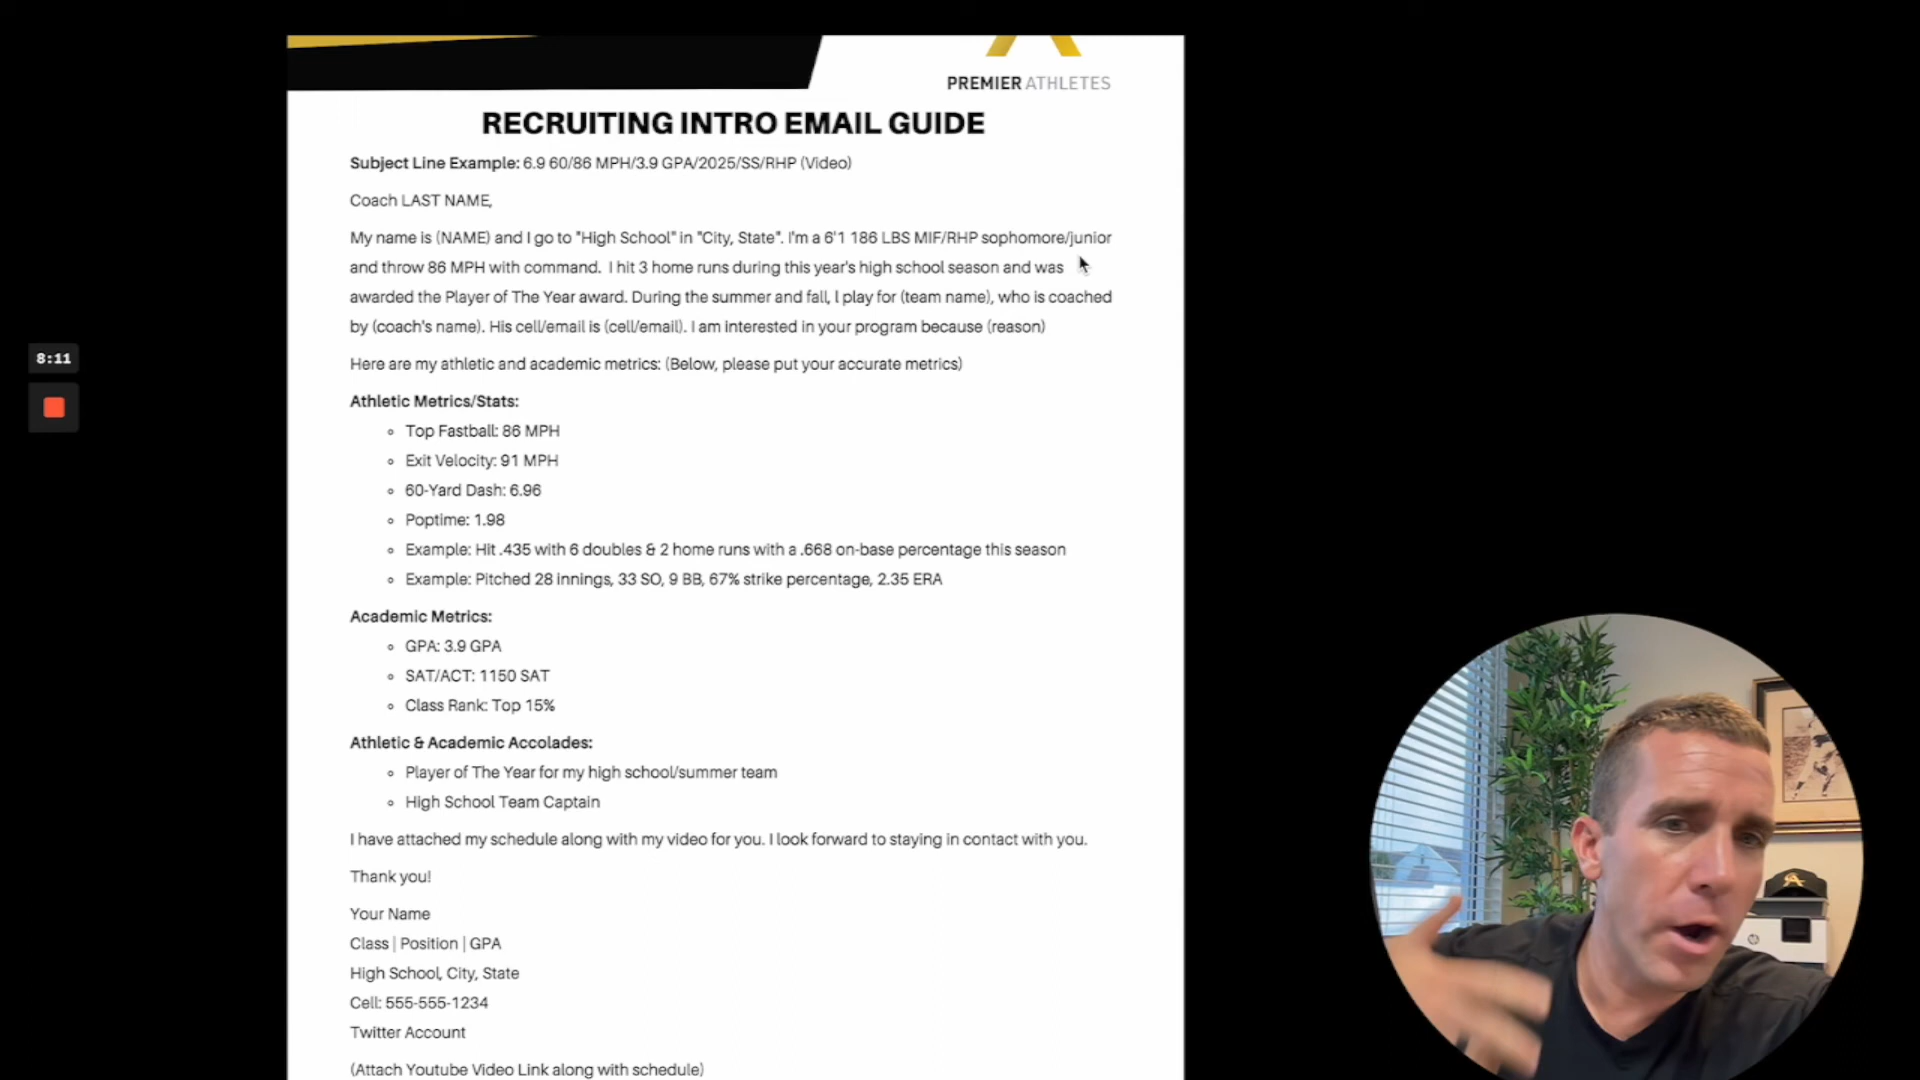 PREMIER ATHLETES
RECRUITING INTRO EMAIL GUIDE
Subject Line Example: 6.9 60/86 MPH/3.9 GPA/2025/SS/RHP (Video)
Coach LAST NAME,
My name is (NAME) and I go to "High School" in "City, State". I'm a 6'1 186 LBS MIF/RHP sophomore/junior
and throw 86 MPH with command. I hit 3 home runs during this year's high school season and was
awarded the Player of The Year award. During the summer and fall, I play for (team name), who is coached
by (coach's name). His cell/email is (cell/email). I am interested in your program because (reason)
Here are my athletic and academic metrics: (Below, please put your accurate metrics)
Athletic Metrics/Stats:
Top Fastball: 86 MPH
Exit Velocity: 91 MPH
60-Yard Dash: 6.96
Poptime: 1.98
Example: Hit .435 with 6 doubles & 2 home runs with a .668 on-base percentage this season
Example: Pitched 28 innings, 33 SO, 9 BB, 67% strike percentage, 2.35 ERA
Academic Metrics:
GPA: 3.9 GPA
SAT/ACT: 1150 SAT
Class Rank: Top 15%
Athletic & Academic Accolades:
Player of The Year for my high school/summer team
High School Team Captain
I have attached my schedule along with my video for you. I look forward to staying in contact with you.
Thank you!
Your Name
Class | Position | GPA
High School, City, State
Cell: 555-555-1234
Twitter Account
(Attach Youtube Video Link along with schedule)
8:11